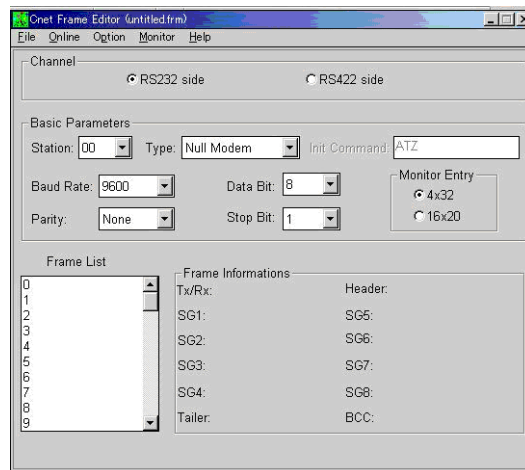 Cnet Frame Editor (untitled.frm)
File Online Option Monitor Help
Channel
RS232 side RS422 side
Basic Parameters
Station: 00 Type: Null Modem Init Command: ATZ
Monitor Entry
Baud Rate: 9600 Data Bit: 8
4x32
Parity: None Stop Bit: 1
16x20
Frame List
Frame Informations
0
1
2
3
4
5
6
7
8
9
Tx/Rx: Header:
SG1: SG5:
SG2: SG6:
SG3: SG7:
SG4: SG8:
Tailer: BCC: